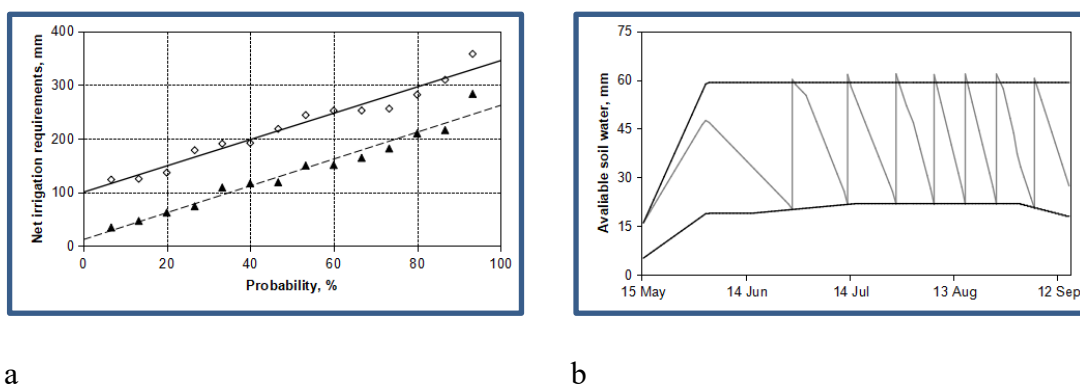 400
300
200
100
0
Net irrigation requirements, mm
0 20 40 60 80 100
Probability, %
75
60
45
30
15
0
Avaliable soil water, mm
15 May 14 Jun 14 Jul 13 Aug 12 Sep
a b